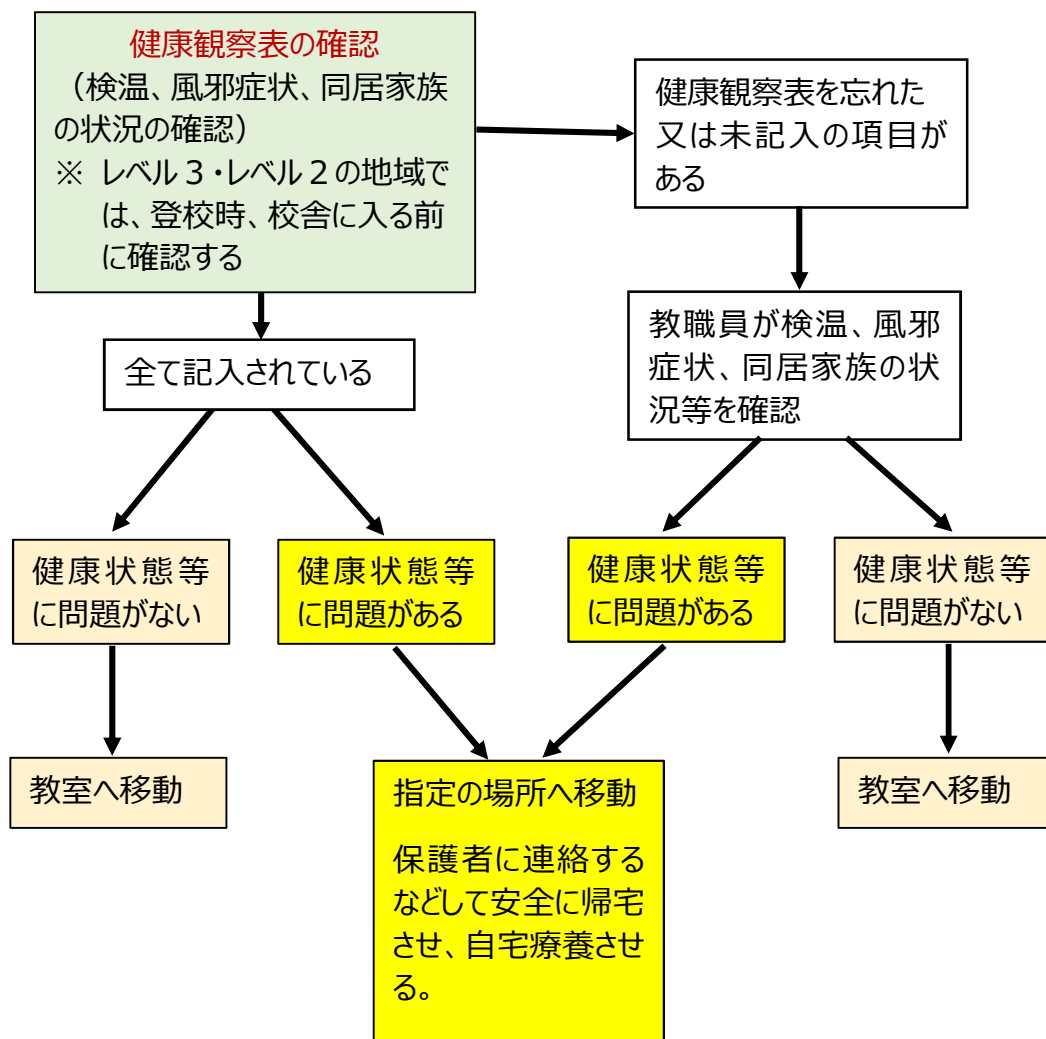 健康観察表の確認
（検温、風邪症状、同居家族
の状況の確認）
※ レベル３・レベル２の地域で
は、登校時、校舎に入る前
に確認する
健康観察表を忘れた
又は未記入の項目が
ある
全て記入されている
教職員が検温、風邪
症状、同居家族の状
況等を確認
健康状態等
に問題がない
健康状態等
に問題がある
健康状態等
に問題がある
健康状態等
に問題がない
教室へ移動
指定の場所へ移動
保護者に連絡する
などして安全に帰宅
させ、自宅療養させ
る。
教室へ移動